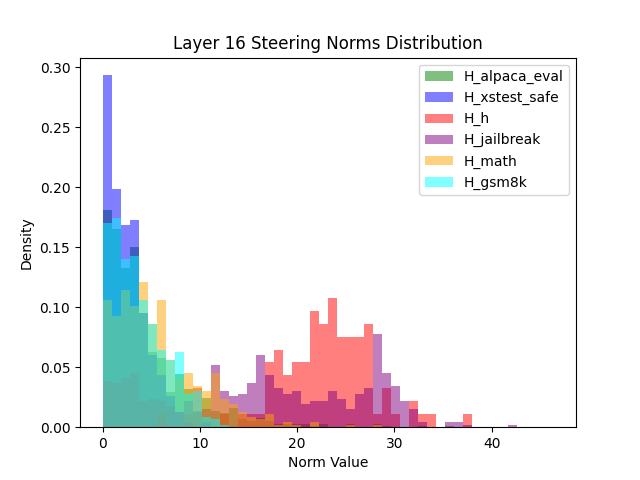 Layer 16 Steering Norms Distribution
0.30
0.25
0.20
0.15
0.10
0.05
0.00
Density
H_alpaca_eval
H_xstest_safe
H_h
H_jailbreak
H_math
H_gsm8k
0 10 20 30 40
Norm Value